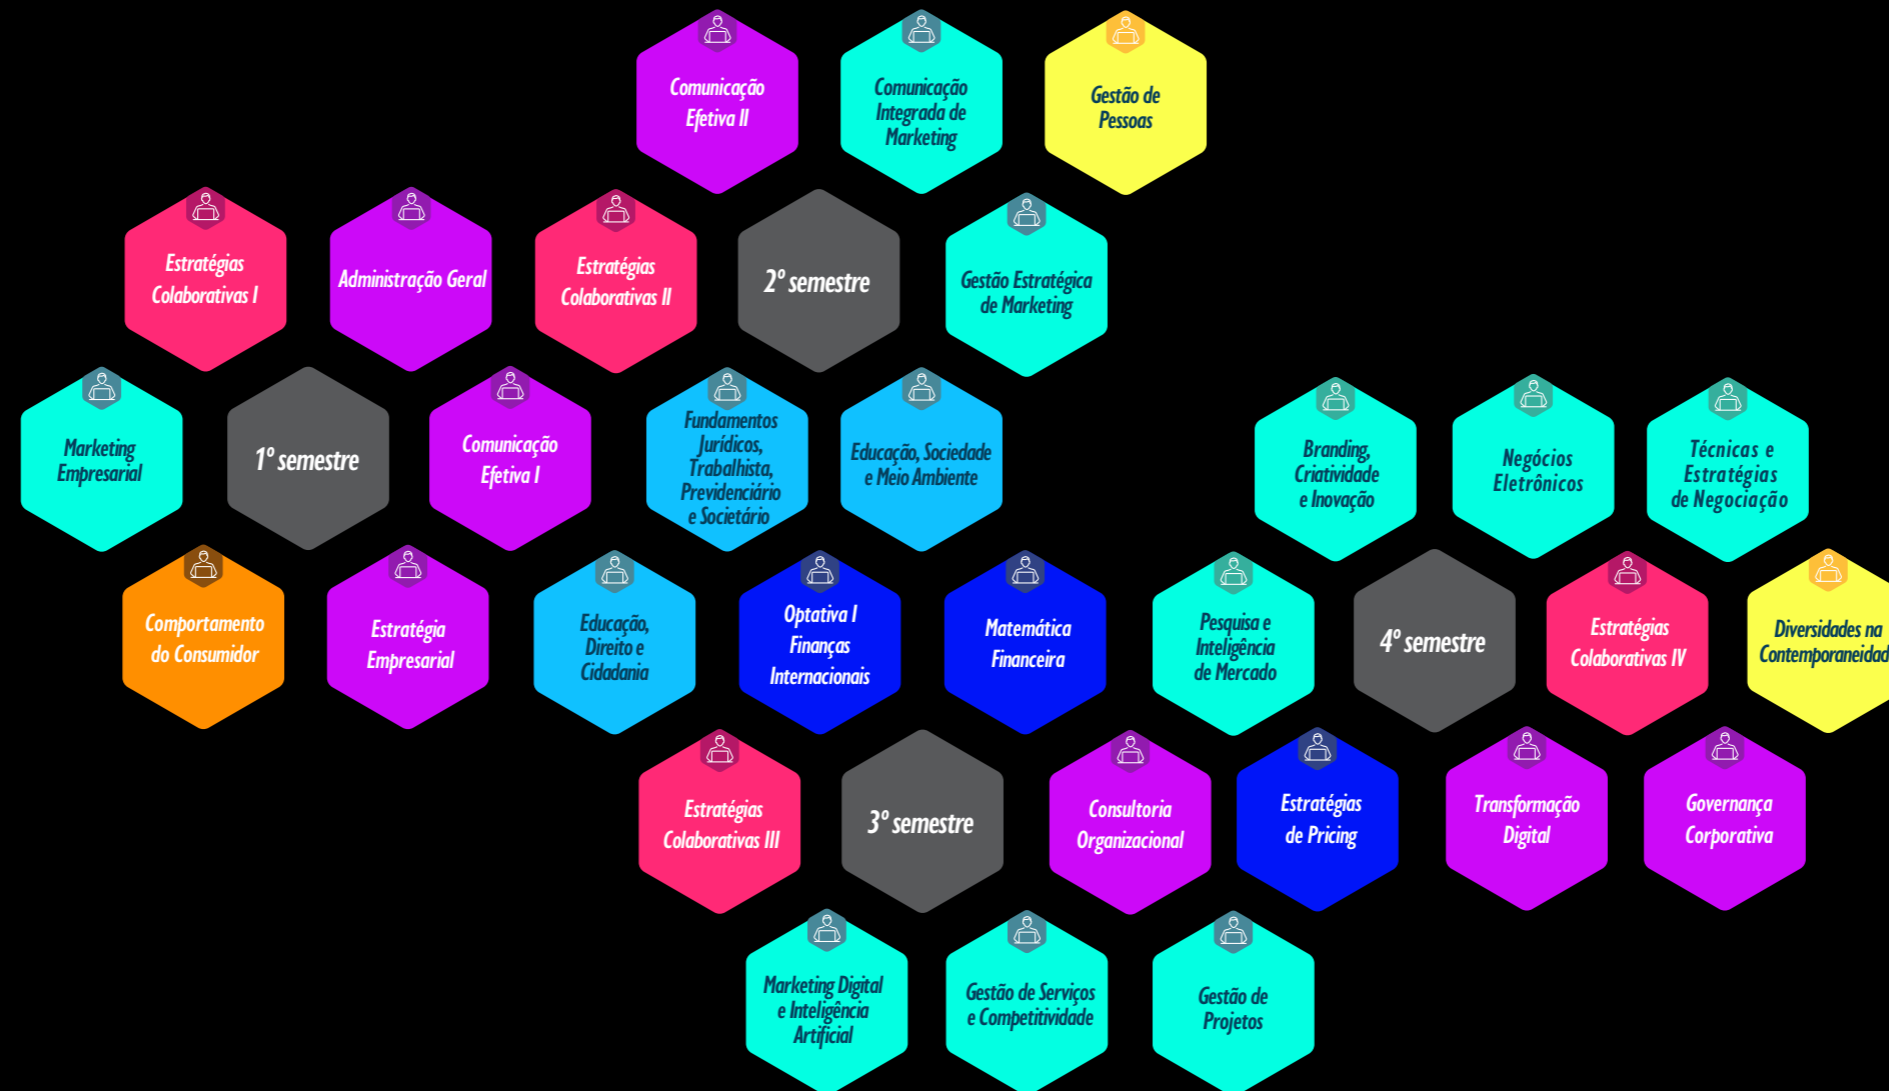 Comunicação
Efetiva II
Comunicação
Integrada de
Marketing
Gestão de
Pessoas
Estratégias
Colaborativas I
Administração Geral
Estratégias
Colaborativas II
2º semestre
Gestão Estratégica
de Marketing
Marketing
Empresarial
1º semestre
Comunicação
Efetiva I
Fundamentos
Jurídicos,
Trabalhista,
Previdenciário
e Societário
Educação, Sociedade
e Meio Ambiente
Branding,
Criatividade
e Inovação
Negócios
Eletrônicos
Técnicas e
Estratégias
de Negociação
Comportamento
do Consumidor
Estratégia
Empresarial
Educação,
Direito e
Cidadania
Optativa I
Finanças
Internacionais
Matemática
Financeira
Pesquisa e
Inteligência
de Mercado
4º semestre
Estratégias
Colaborativas IV
Diversidades na
Contemporaneidad
Estratégias
Colaborativas III
3º semestre
Consultoria
Organizacional
Estratégias
de Pricing
Transformação
Digital
Governança
Corporativa
Marketing Digital
e Inteligência
Artificial
Gestão de Serviços
e Competitividade
Gestão de
Projetos